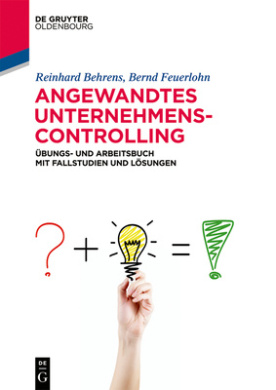 DE GRUYTER
OLDENBOURG
Reinhard Behrens, Bernd Feuerlohn
ANGEWANDTES
UNTERNEHMENS-
CONTROLLING
ÜBUNGS- UND ARBEITSBUCH
MIT FALLSTUDIEN UND LÖSUNGEN
? + = !
DE
G